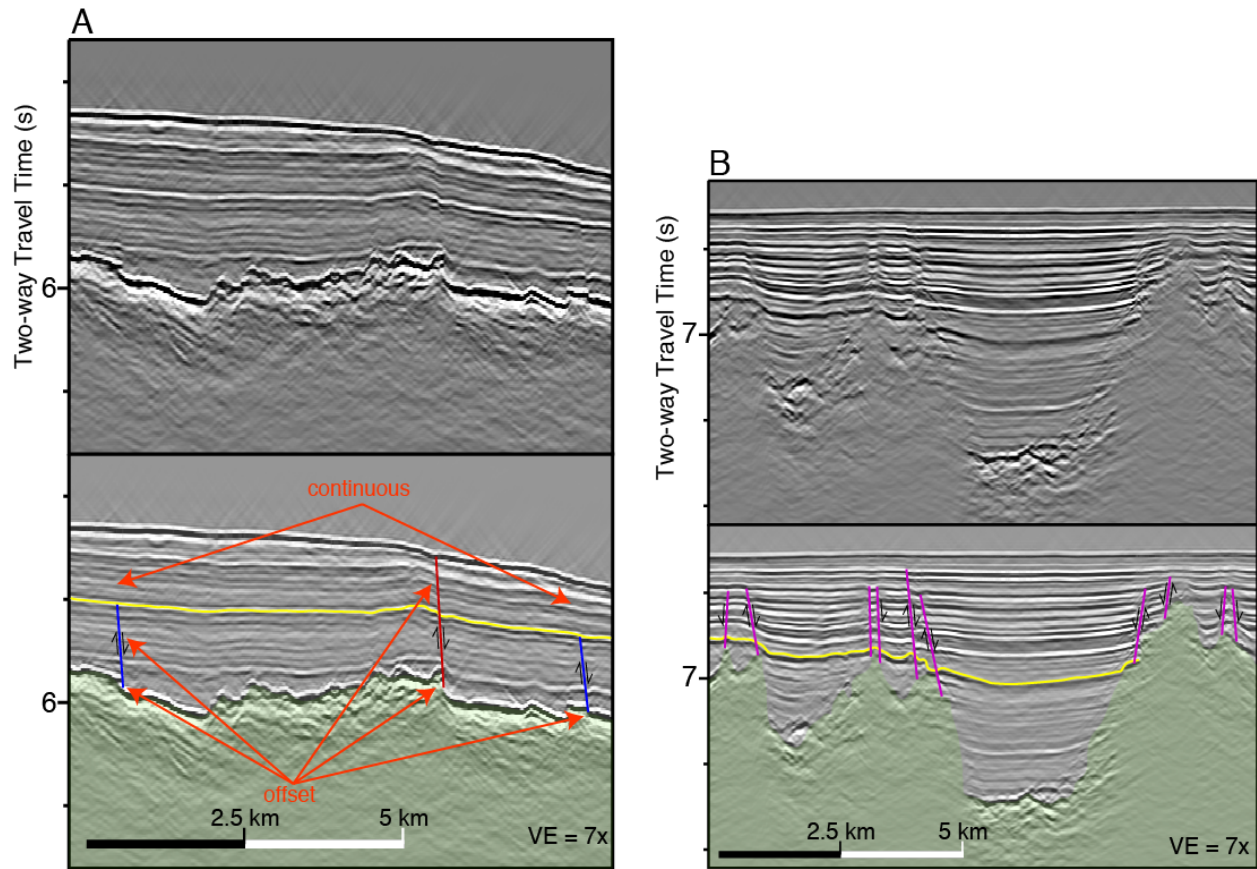 A
Two-way Travel Time (s)
6
continuous
6
offset
2.5 km
5 km
VE = 7x
B
Two-way Travel Time (s)
7
7
2.5 km
5 km
VE = 7x